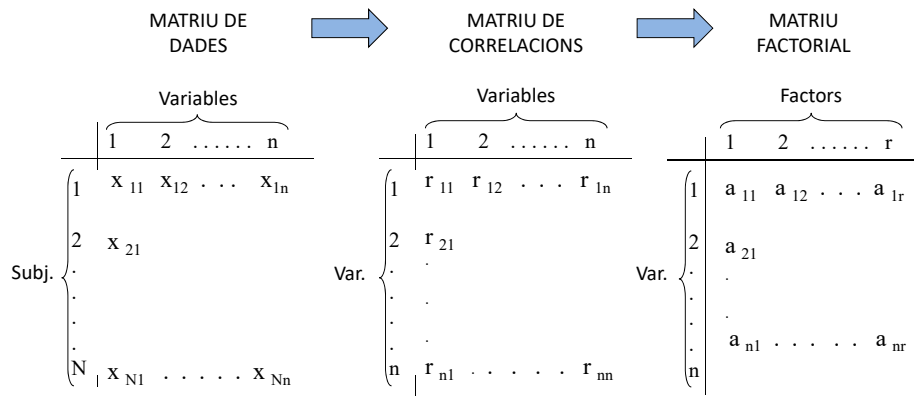 MATRIU DE DADES
MATRIU DE CORRELACIONS
MATRIU FACTORIAL
Variables
Variables
Factors
1 2 . . . . . . n
1 2 . . . . . . n
1 2 . . . . . . r
1 x 11 x 12 . . . x 1n
1 r 11 r 12 . . . r 1n
1 a 11 a 12 . . . a 1r
2 x 21
2 r 21
2 a 21
Subj.
Var.
Var.
N x N1 . . . . . x Nn
n r n1 . . . . . r nn
a n1 . . . . . a nr
n